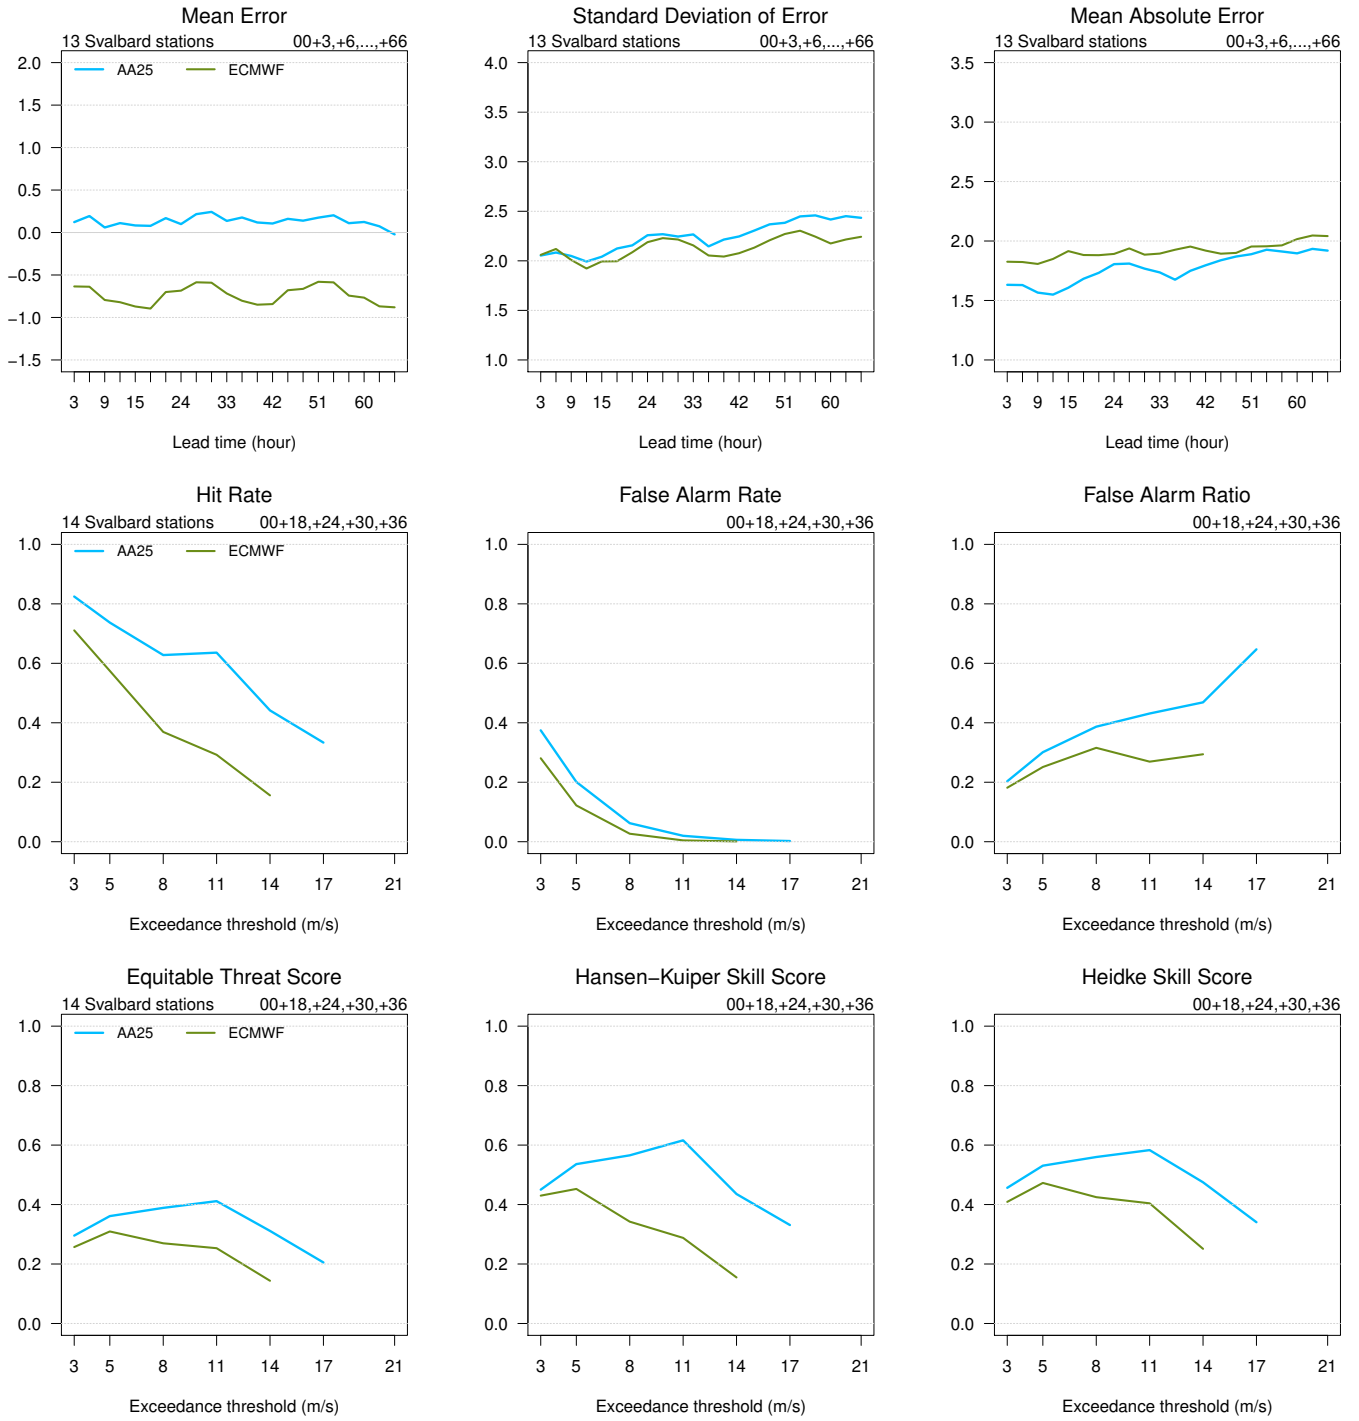 Mean Error
13 Svalbard stations 00+3,+6,...,+66
AA25 ECMWF
2.0
1.5
1.0
0.5
0.0
−0.5
−1.0
−1.5
3 9 15 24 33 42 51 60
Lead time (hour)
Standard Deviation of Error
13 Svalbard stations 00+3,+6,...,+66
4.0
3.5
3.0
2.5
2.0
1.5
1.0
3 9 15 24 33 42 51 60
Lead time (hour)
Mean Absolute Error
13 Svalbard stations 00+3,+6,...,+66
3.5
3.0
2.5
2.0
1.5
1.0
3 9 15 24 33 42 51 60
Lead time (hour)
Hit Rate
14 Svalbard stations 00+18,+24,+30,+36
AA25 ECMWF
1.0
0.8
0.6
0.4
0.2
0.0
3 5 8 11 14 17 21
Exceedance threshold (m/s)
False Alarm Rate
00+18,+24,+30,+36
1.0
0.8
0.6
0.4
0.2
0.0
3 5 8 11 14 17 21
Exceedance threshold (m/s)
False Alarm Ratio
00+18,+24,+30,+36
1.0
0.8
0.6
0.4
0.2
0.0
3 5 8 11 14 17 21
Exceedance threshold (m/s)
Equitable Threat Score
14 Svalbard stations 00+18,+24,+30,+36
AA25 ECMWF
1.0
0.8
0.6
0.4
0.2
0.0
3 5 8 11 14 17 21
Exceedance threshold (m/s)
Hansen−Kuiper Skill Score
00+18,+24,+30,+36
1.0
0.8
0.6
0.4
0.2
0.0
3 5 8 11 14 17 21
Exceedance threshold (m/s)
Heidke Skill Score
00+18,+24,+30,+36
1.0
0.8
0.6
0.4
0.2
0.0
3 5 8 11 14 17 21
Exceedance threshold (m/s)